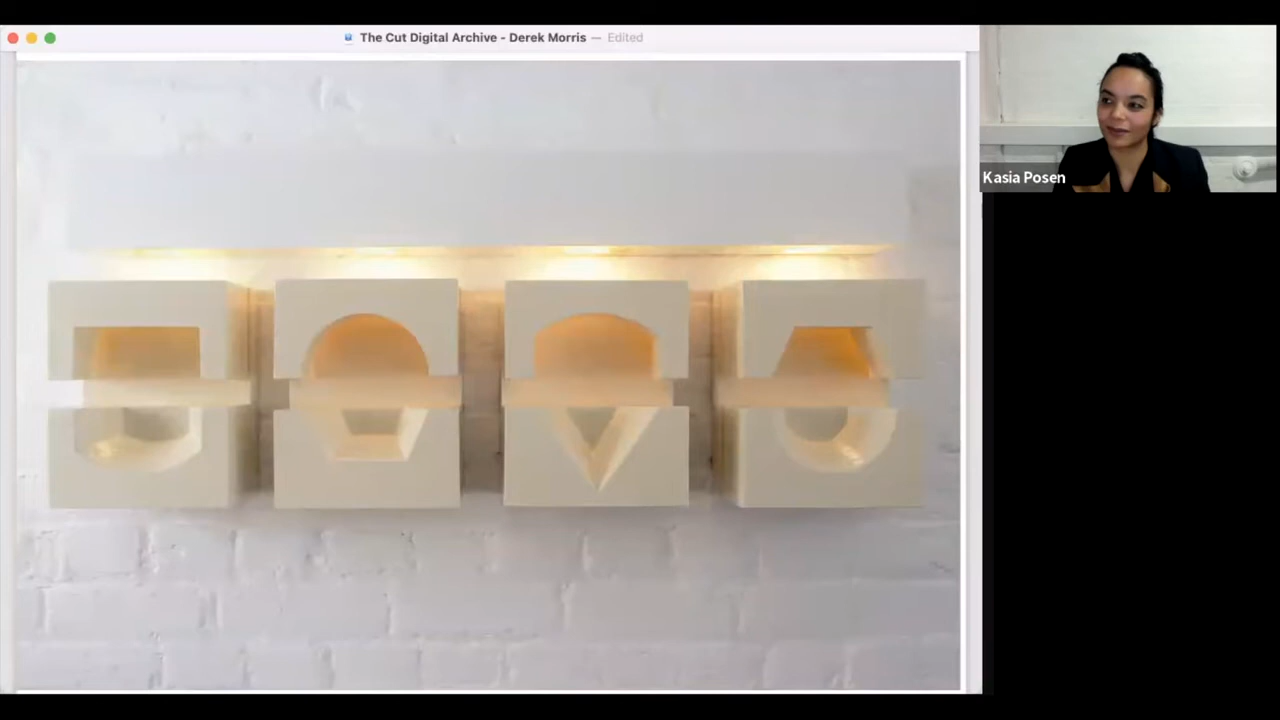 The Cut Digital Archive - Derek Morris — Edited
Kasia Posen